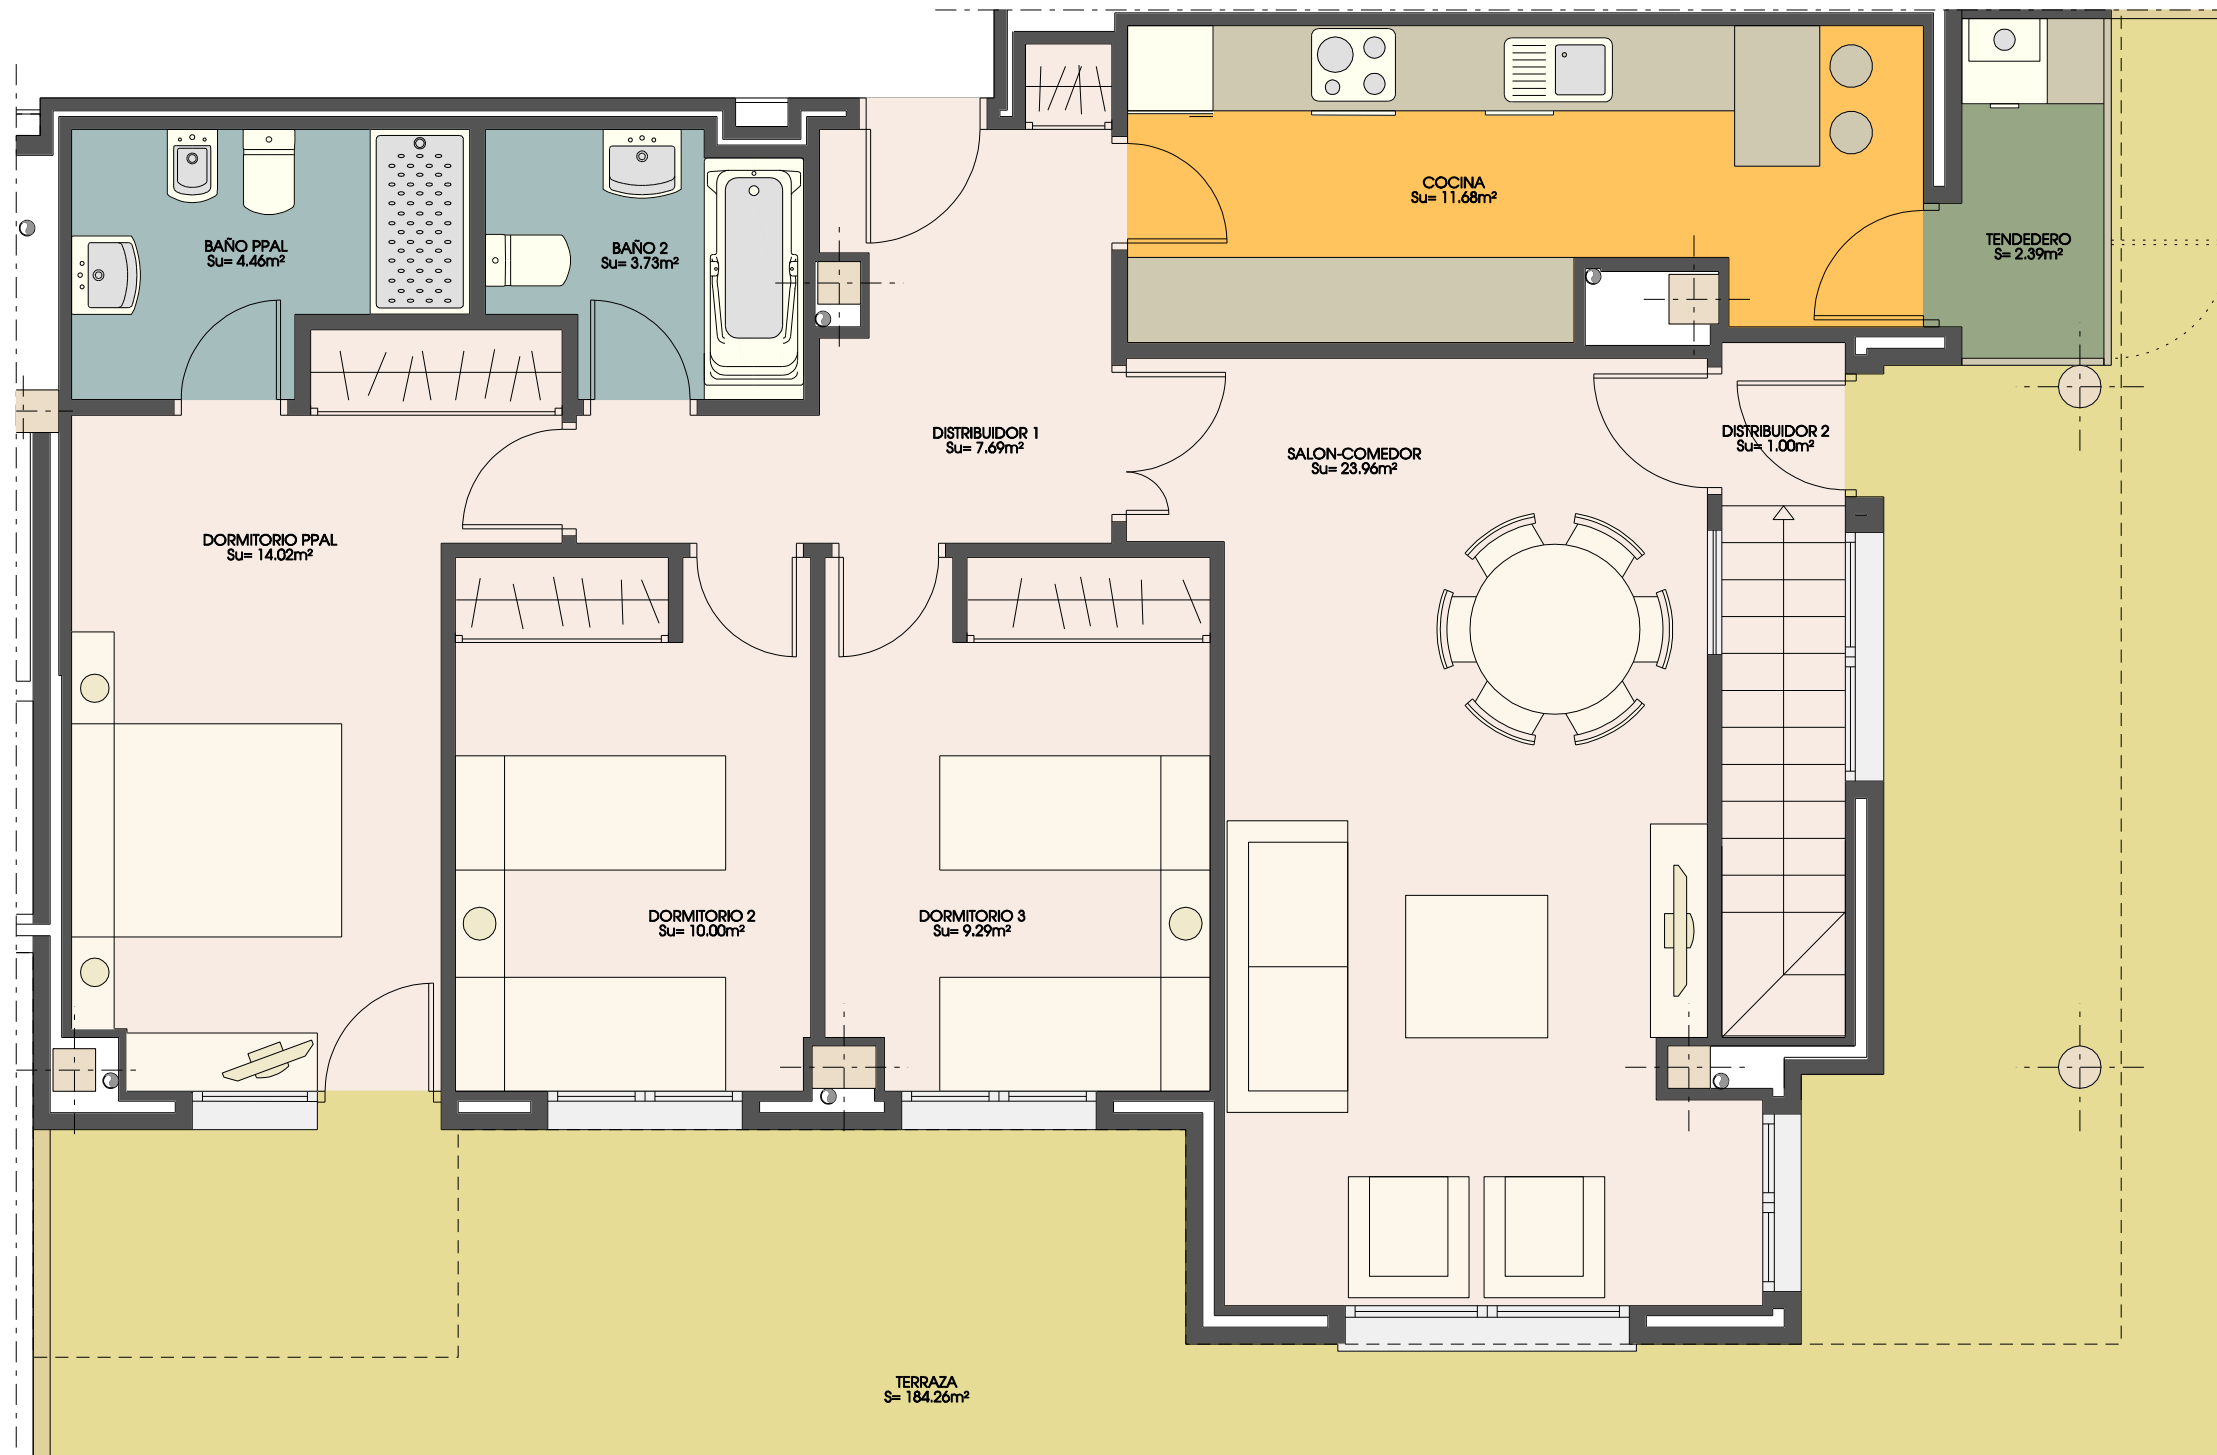 BAÑO PPAL
Su= 4.46m²
BAÑO 2
Su= 3.73m²
COCINA
Su= 11.68m²
TENDEDERO
S= 2.39m²
DISTRIBUIDOR 1
Su= 7.69m²
SALON-COMEDOR
Su= 23.96m²
DISTRIBUIDOR 2
Su= 1.00m²
DORMITORIO PPAL
Su= 14.02m²
DORMITORIO 2
Su= 10.00m²
DORMITORIO 3
Su= 9.29m²
TERRAZA
S= 184.26m²